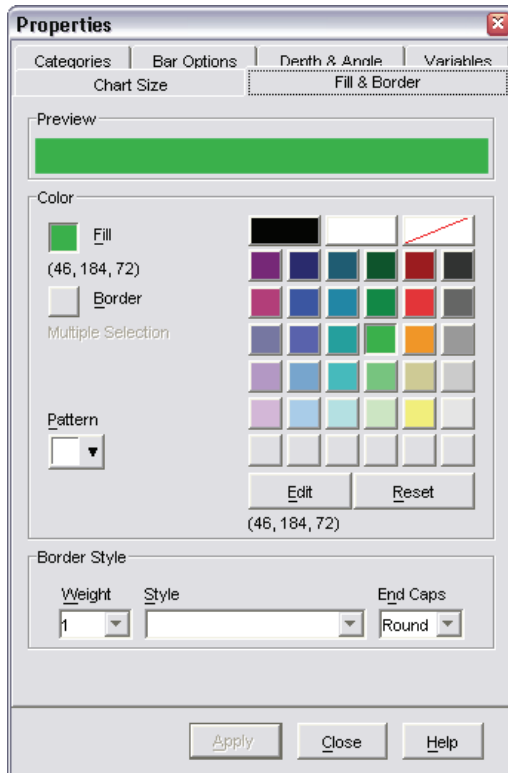 Properties
Categories Bar Options Depth & Angle Variables
Chart Size Fill & Border
Preview
Color
Fill
(46, 184, 72)
Border
Multiple Selection
Pattern
Edit Reset
(46, 184, 72)
Border Style
Weight Style End Caps
1 Round
Apply Close Help